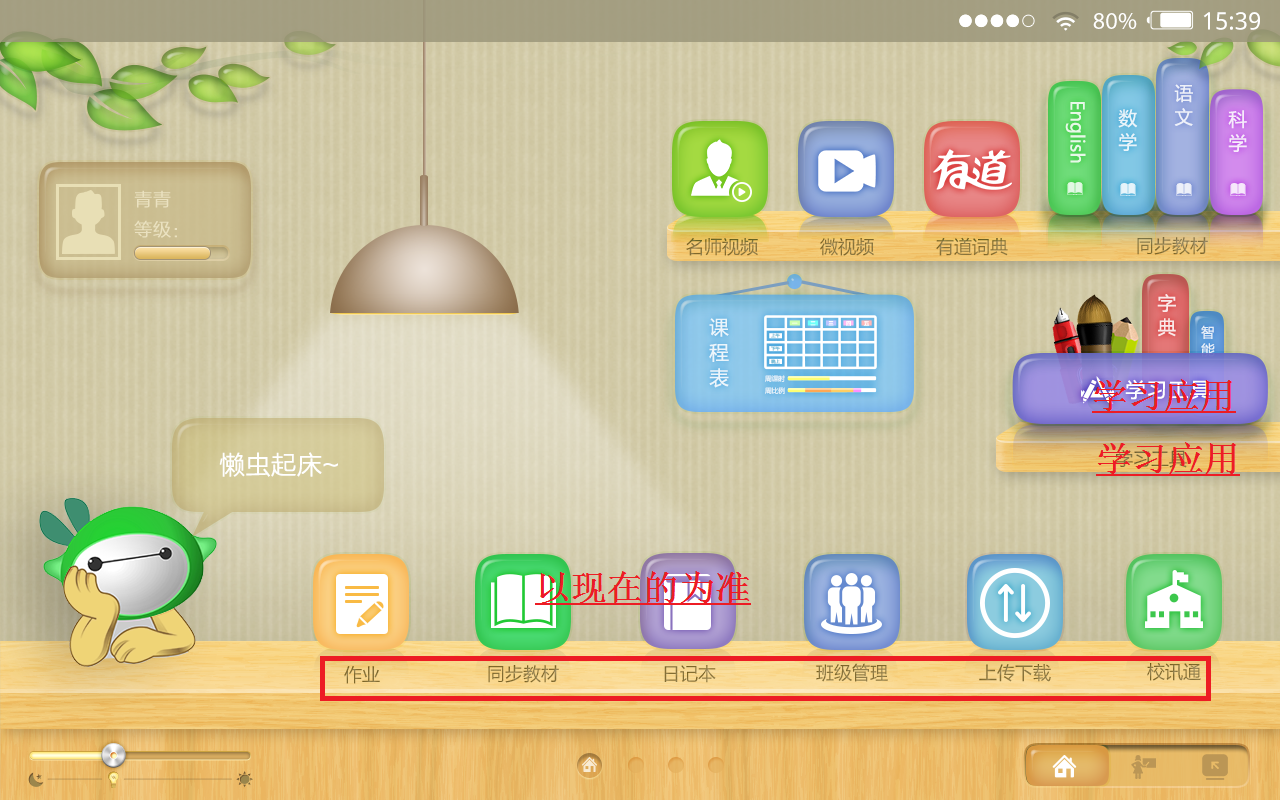 80% 15:39
青青
等级:
English
数学
语文
科学
有道
名师视频 微视频 有道词典 同步教材
课程表
字典
智能
学习工具
学习应用
学习应用
懒虫起床~
以现在的为准
作业 同步教材 日记本 班级管理 上传下载 校讯通